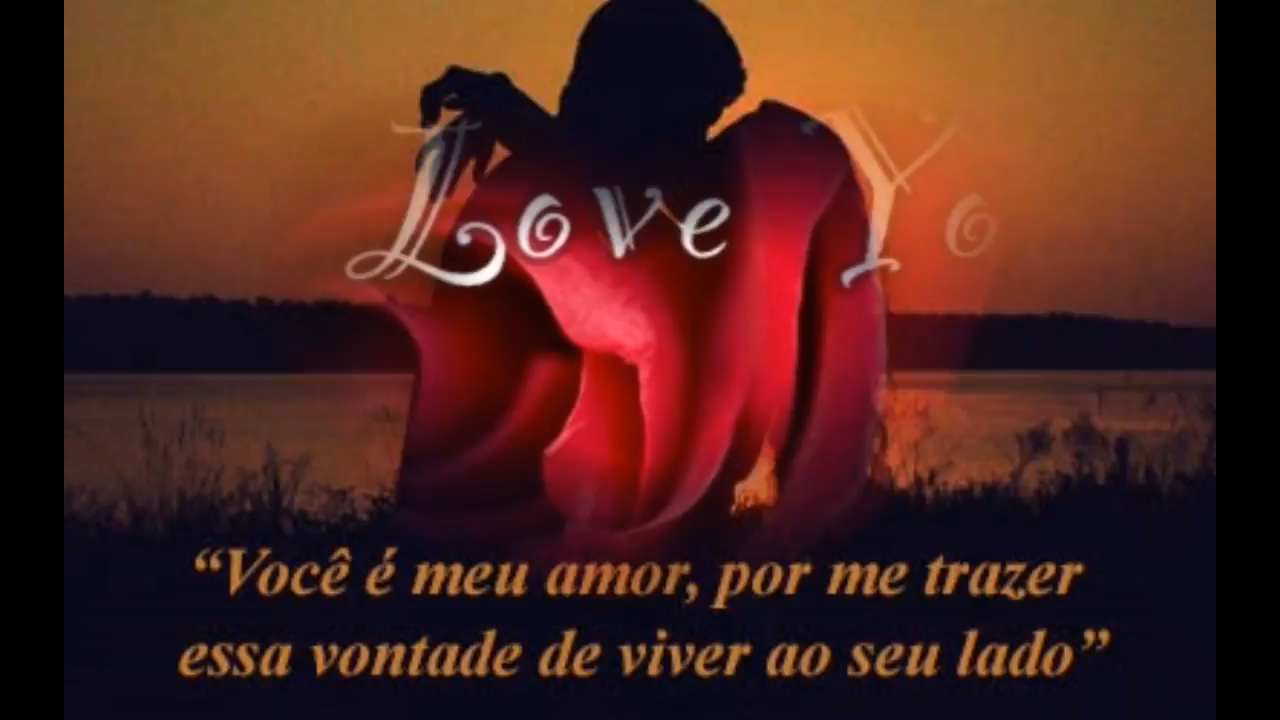 Love Yo
“Você é meu amor, por me trazer
essa vontade de viver ao seu lado”